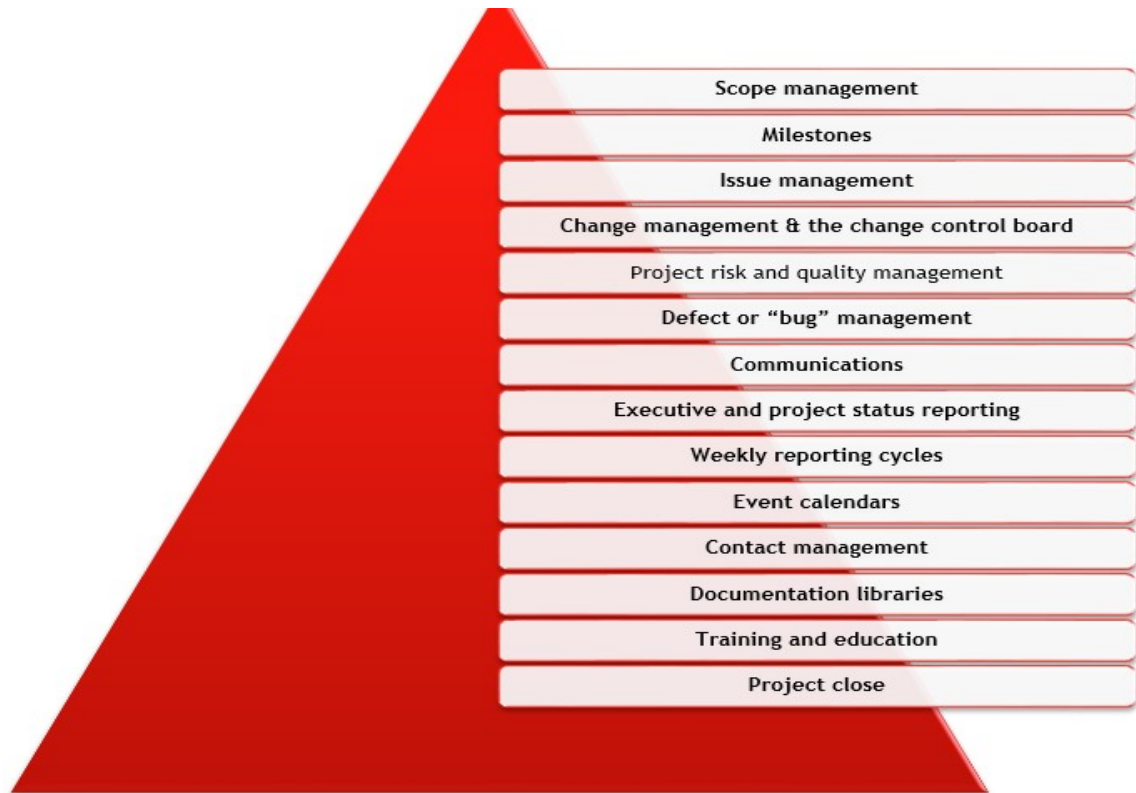 Scope management
Milestones
Issue management
Change management & the change control board
Project risk and quality management
Defect or “bug” management
Communications
Executive and project status reporting
Weekly reporting cycles
Event calendars
Contact management
Documentation libraries
Training and education
Project close